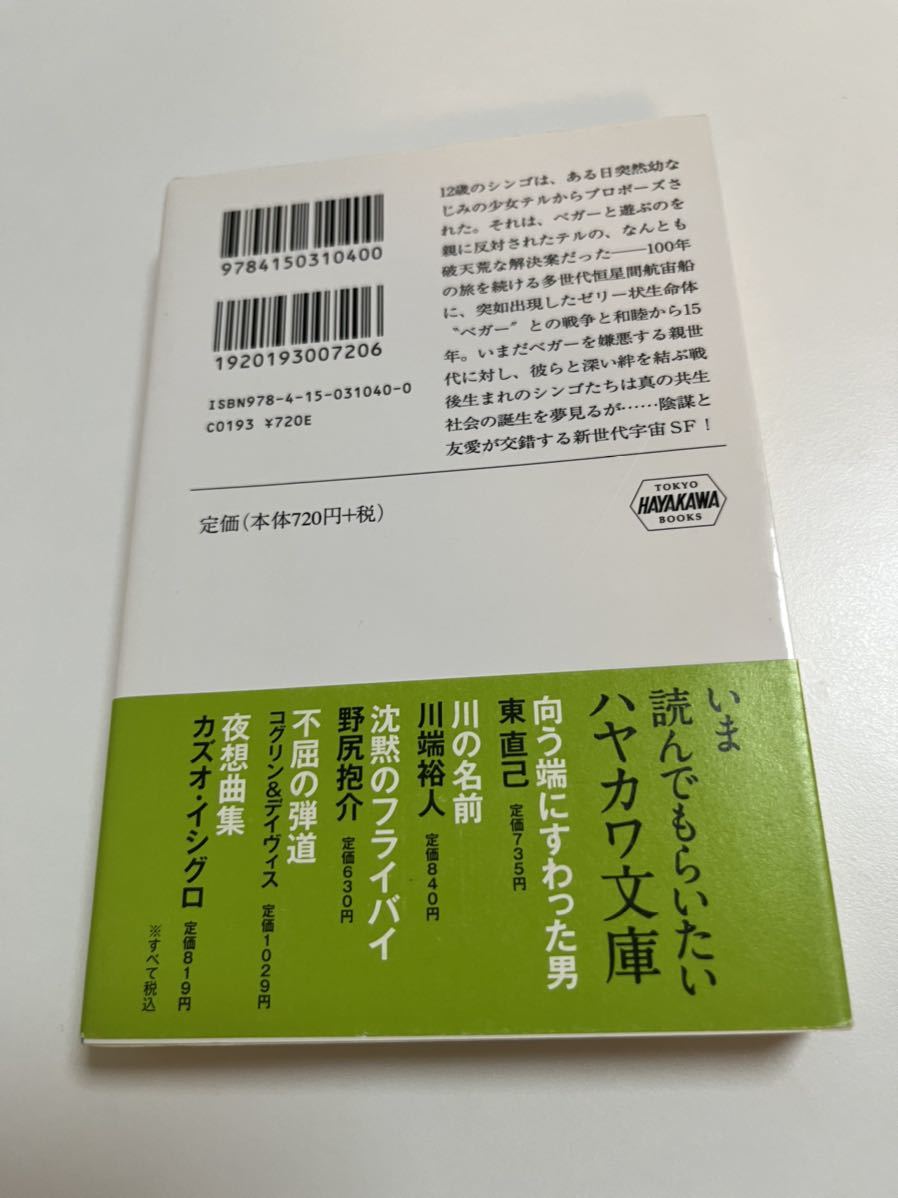 9784150310400
1920193007206
ISBN978-4-15-031040-0
C0193 ¥720E
12歳のシンゴは、ある日突然幼な
じみの少女テルからプロポーズさ
れた。それは、ベガーと遊ぶのを
親に反対されたテルの、なんとも
破天荒な解決案だった――100年
の旅を続ける多世代恒星間航宙船
に、突如出現したゼリー状生命体
〝ベガー〟との戦争と和睦から15
年。いまだベガーを嫌悪する親世
代に対し、彼らと深い絆を結ぶ戦
後生まれのシンゴたちは真の共生
社会の誕生を夢見るが……陰謀と
友愛が交錯する新世代宇宙SF！
定価（本体720円+税）
TOKYO
HAYAKAWA
BOOKS
いま
読んでもらいたい
ハヤカワ文庫
向う端にすわった男
東 直己 定価735円
川の名前
川端裕人 定価840円
沈黙のフライバイ
野尻抱介 定価630円
不屈の弾道
コグリン&デイヴィス 定価1029円
夜想曲集
カズオ・イシグロ 定価819円
※すべて税込